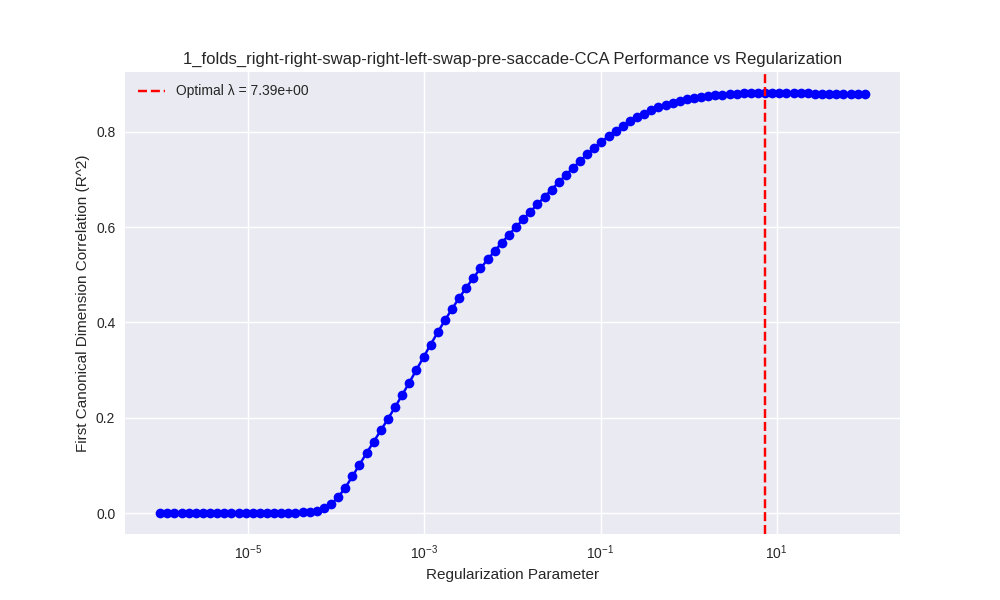 1_folds_right-right-swap-right-left-swap-pre-saccade-CCA Performance vs Regularization
Optimal λ = 7.39e+00
First Canonical Dimension Correlation (R^2)
0.8
0.6
0.4
0.2
0.0
10⁻⁵ 10⁻³ 10⁻¹ 10¹
Regularization Parameter